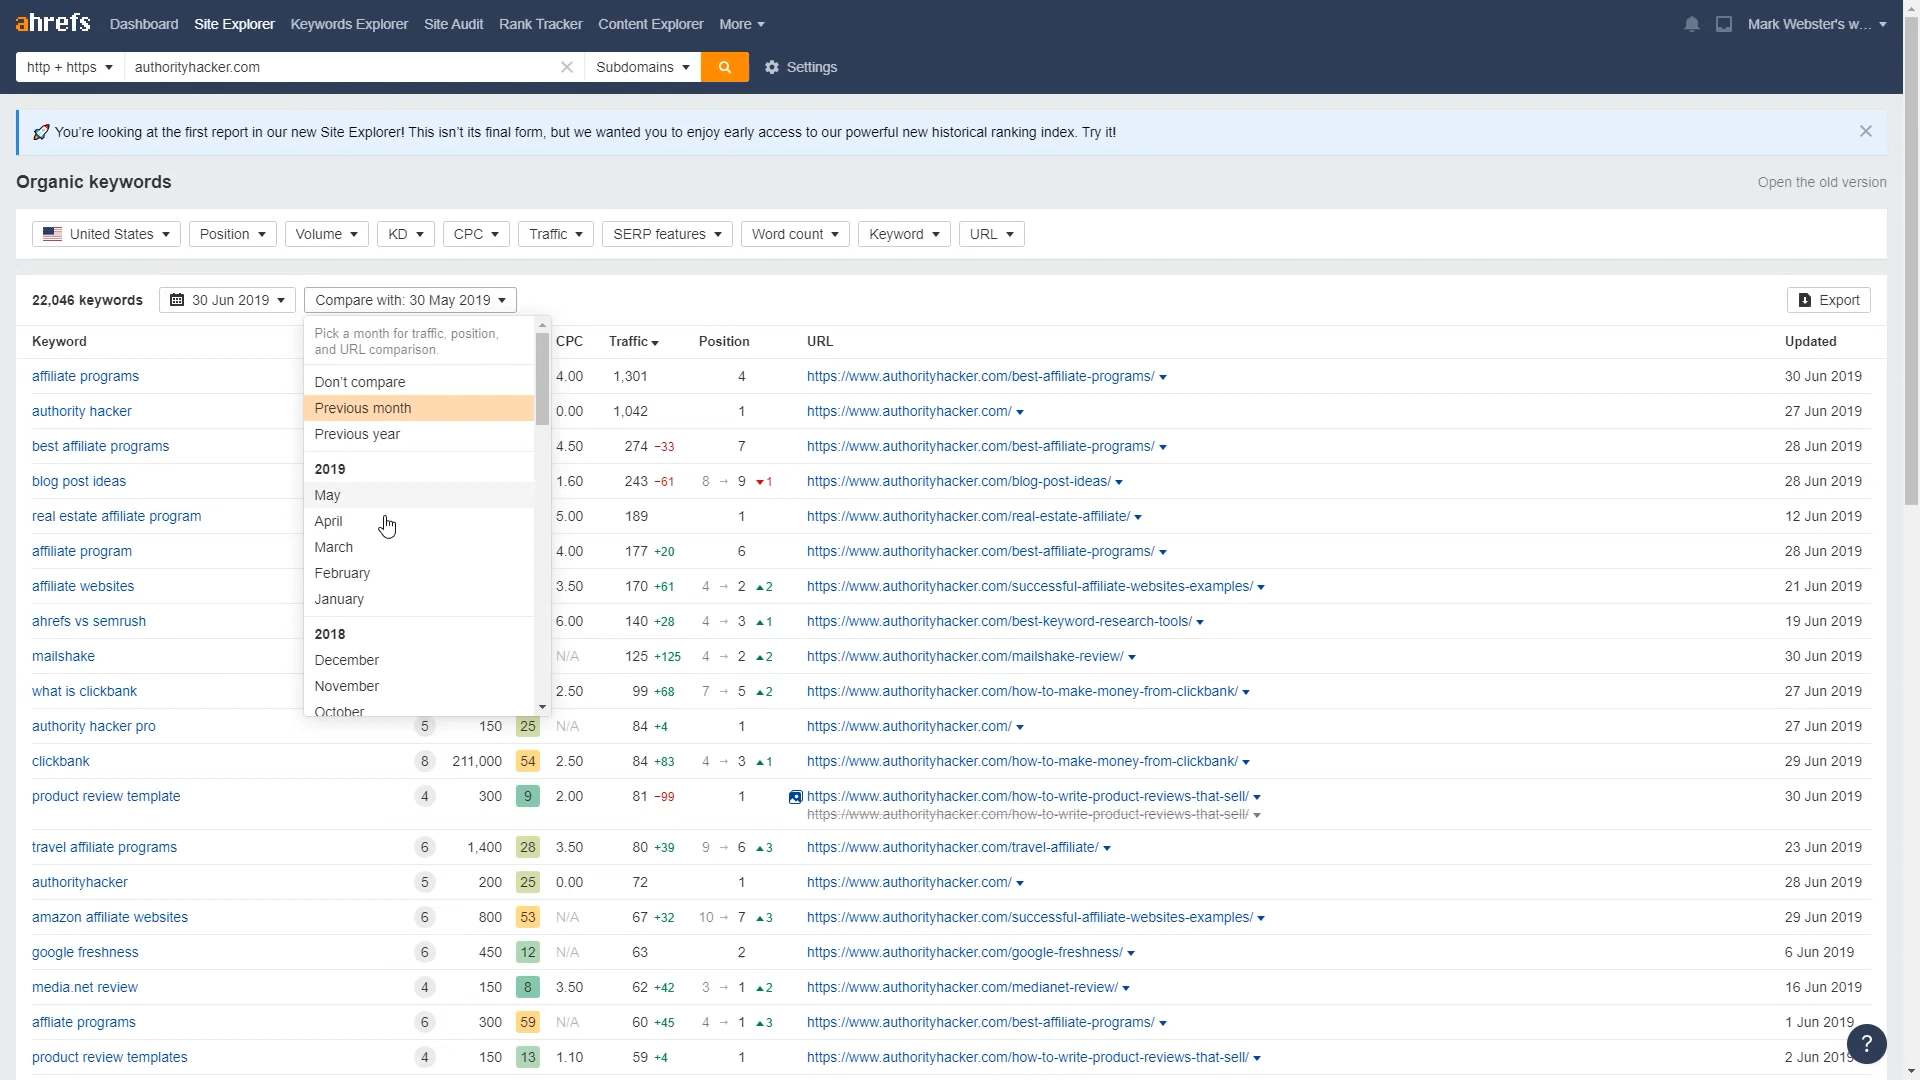 ahrefs Dashboard Site Explorer Keywords Explorer Site Audit Rank Tracker Content Explorer More Mark Webster's w...
http + https authorityhacker.com Subdomains Settings
You're looking at the first report in our new Site Explorer! This isn't its final form, but we wanted you to enjoy early access to our powerful new historical ranking index. Try it!
Organic keywords Open the old version
United States Position Volume KD CPC Traffic SERP features Word count Keyword URL
22,046 keywords 30 Jun 2019 Compare with: 30 May 2019 Export
Pick a month for traffic, position,
and URL comparison.
Don't compare
Previous month
Previous year
2019
May
April
March
February
January
2018
December
November
October
Keyword CPC Traffic Position URL Updated
affiliate programs 4.00 1,301 4 https://www.authorityhacker.com/best-affiliate-programs/ 30 Jun 2019
authority hacker 0.00 1,042 1 https://www.authorityhacker.com/ 27 Jun 2019
best affiliate programs 4.50 274 −33 7 https://www.authorityhacker.com/best-affiliate-programs/ 28 Jun 2019
blog post ideas 1.60 243 −61 8 → 9 ▼1 https://www.authorityhacker.com/blog-post-ideas/ 28 Jun 2019
real estate affiliate program 5.00 189 1 https://www.authorityhacker.com/real-estate-affiliate/ 12 Jun 2019
affiliate program 4.00 177 +20 6 https://www.authorityhacker.com/best-affiliate-programs/ 28 Jun 2019
affiliate websites 3.50 170 +61 4 → 2 ▲2 https://www.authorityhacker.com/successful-affiliate-websites-examples/ 21 Jun 2019
ahrefs vs semrush 6.00 140 +28 4 → 3 ▲1 https://www.authorityhacker.com/best-keyword-research-tools/ 19 Jun 2019
mailshake N/A 125 +125 4 → 2 ▲2 https://www.authorityhacker.com/mailshake-review/ 30 Jun 2019
what is clickbank 2.50 99 +68 7 → 5 ▲2 https://www.authorityhacker.com/how-to-make-money-from-clickbank/ 27 Jun 2019
authority hacker pro 5 150 25 N/A 84 +4 1 https://www.authorityhacker.com/ 27 Jun 2019
clickbank 8 211,000 54 2.50 84 +83 4 → 3 ▲1 https://www.authorityhacker.com/how-to-make-money-from-clickbank/ 29 Jun 2019
product review template 4 300 9 2.00 81 −99 1 https://www.authorityhacker.com/how-to-write-product-reviews-that-sell/ 30 Jun 2019
https://www.authorityhacker.com/how-to-write-product-reviews-that-sell/
travel affiliate programs 6 1,400 28 3.50 80 +39 9 → 6 ▲3 https://www.authorityhacker.com/travel-affiliate/ 23 Jun 2019
authorityhacker 5 200 25 0.00 72 1 https://www.authorityhacker.com/ 28 Jun 2019
amazon affiliate websites 6 800 53 N/A 67 +32 10 → 7 ▲3 https://www.authorityhacker.com/successful-affiliate-websites-examples/ 29 Jun 2019
google freshness 6 450 12 N/A 63 2 https://www.authorityhacker.com/google-freshness/ 6 Jun 2019
media.net review 4 150 8 3.50 62 +42 3 → 1 ▲2 https://www.authorityhacker.com/medianet-review/ 16 Jun 2019
affliate programs 6 300 59 N/A 60 +45 4 → 1 ▲3 https://www.authorityhacker.com/best-affiliate-programs/ 1 Jun 2019
product review templates 4 150 13 1.10 59 +4 1 https://www.authorityhacker.com/how-to-write-product-reviews-that-sell/ 2 Jun 2019
?